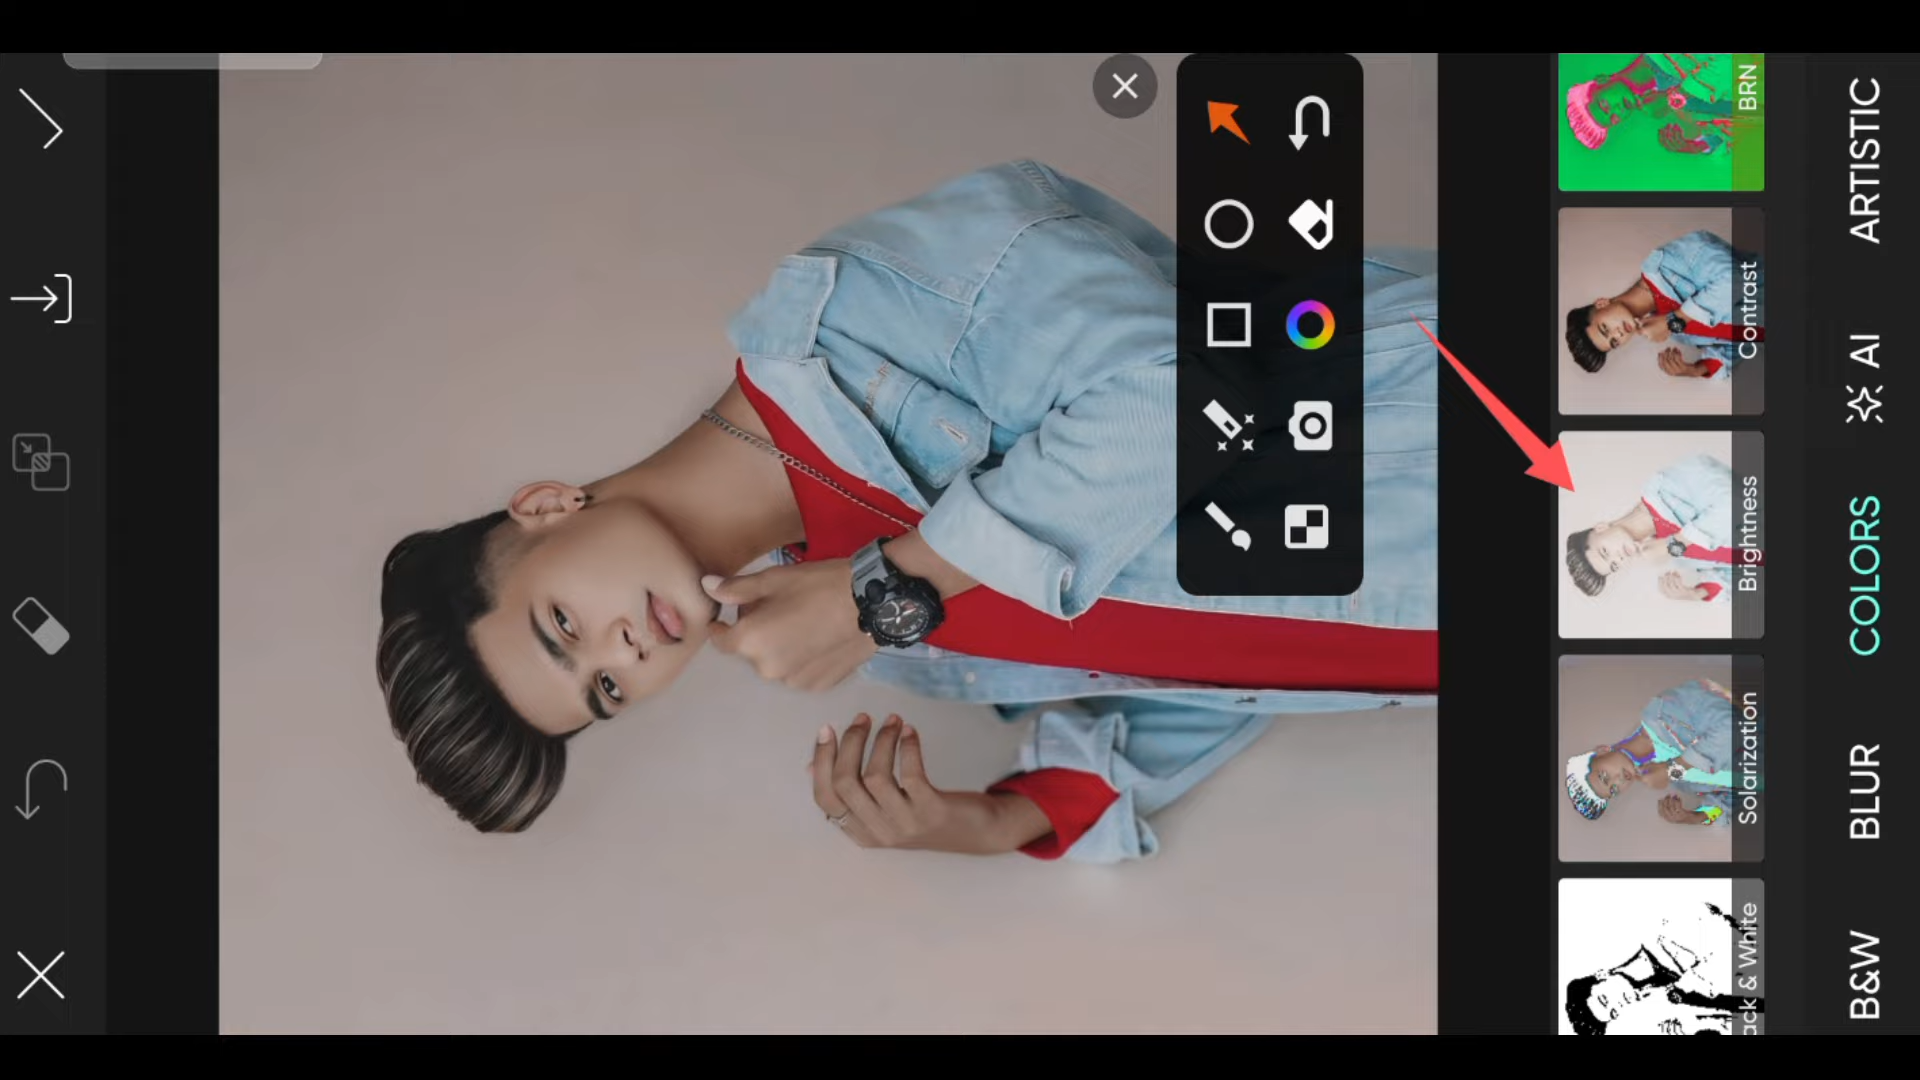 ack & White
Solarization
Brightness
Contrast
BRN
B&W
BLUR
COLORS
AI
ARTISTIC